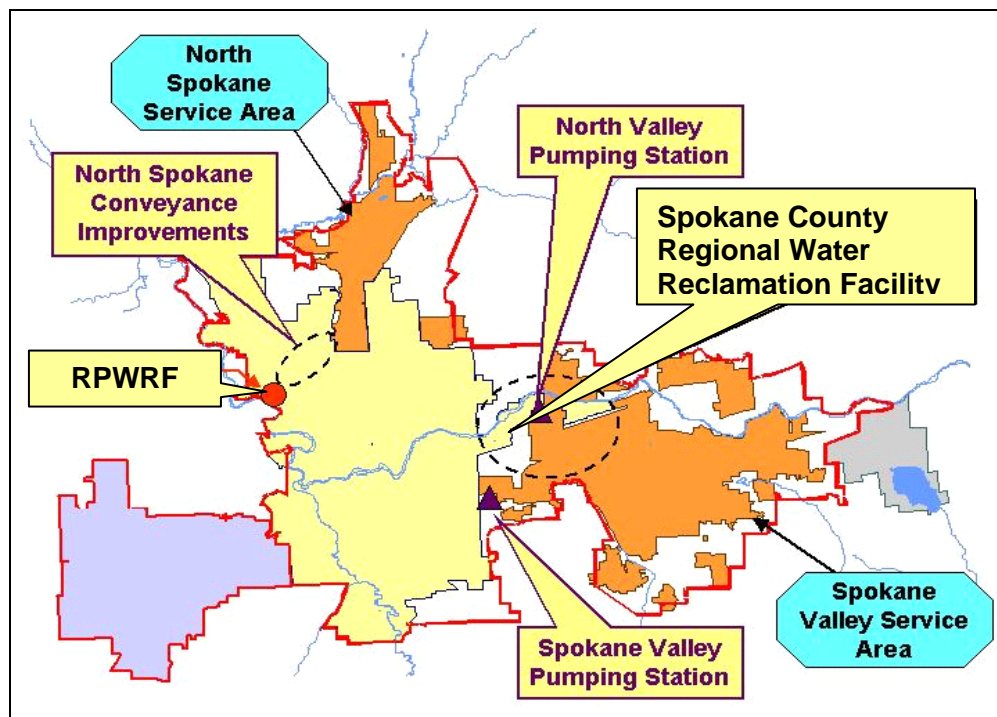 North
Spokane
Service Area
North Valley
Pumping Station
North Spokane
Conveyance
Improvements
Spokane County
Regional Water
Reclamation Facility
RPWRF
Spokane
Valley Service
Area
Spokane Valley
Pumping Station